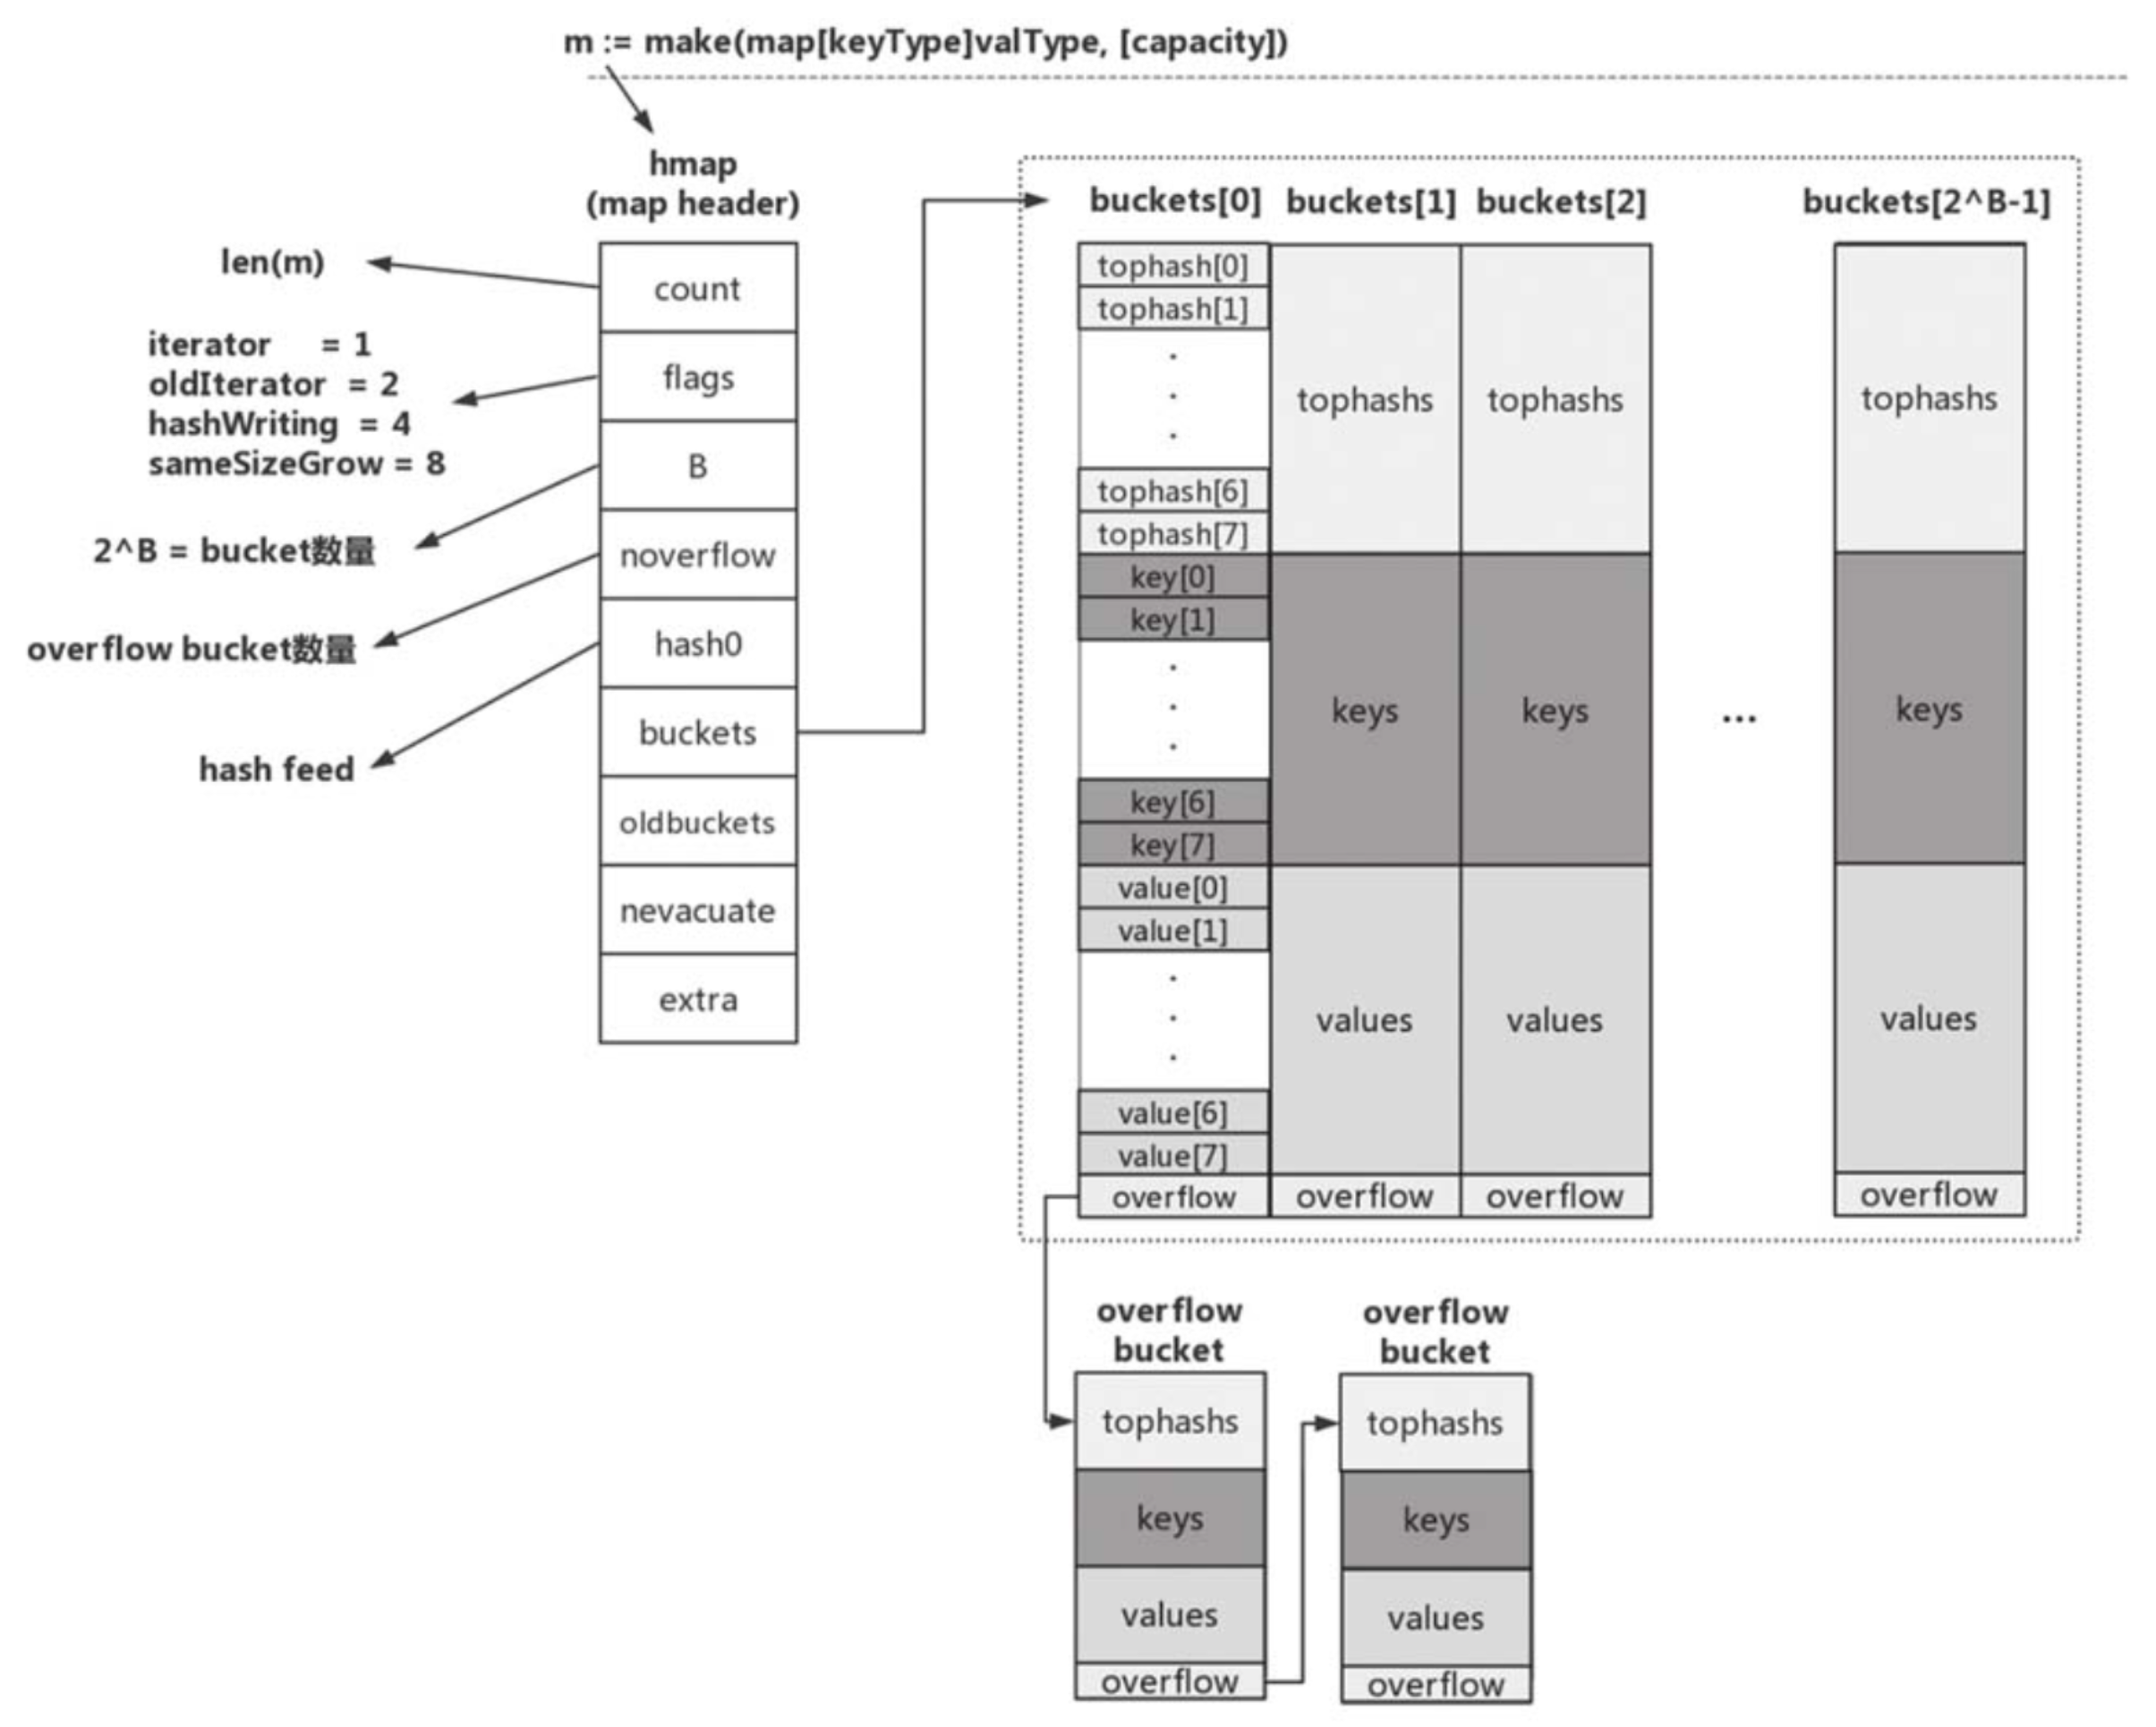 m := make(map[keyType]valType, [capacity])
hmap
(map header)
len(m)
iterator = 1
oldIterator = 2
hashWriting = 4
sameSizeGrow = 8
2^B = bucket数量
overflow bucket数量
hash feed
count
flags
B
noverflow
hash0
buckets
oldbuckets
nevacuate
extra
buckets[0] buckets[1] buckets[2] buckets[2^B-1]
tophash[0]
tophash[1]
.
.
.
tophash[6]
tophash[7]
key[0]
key[1]
.
.
.
key[6]
key[7]
value[0]
value[1]
.
.
.
value[6]
value[7]
overflow
tophashs
keys
values
overflow
tophashs
keys
values
overflow
...
tophashs
keys
values
overflow
overflow
bucket
tophashs
keys
values
overflow
overflow
bucket
tophashs
keys
values
overflow